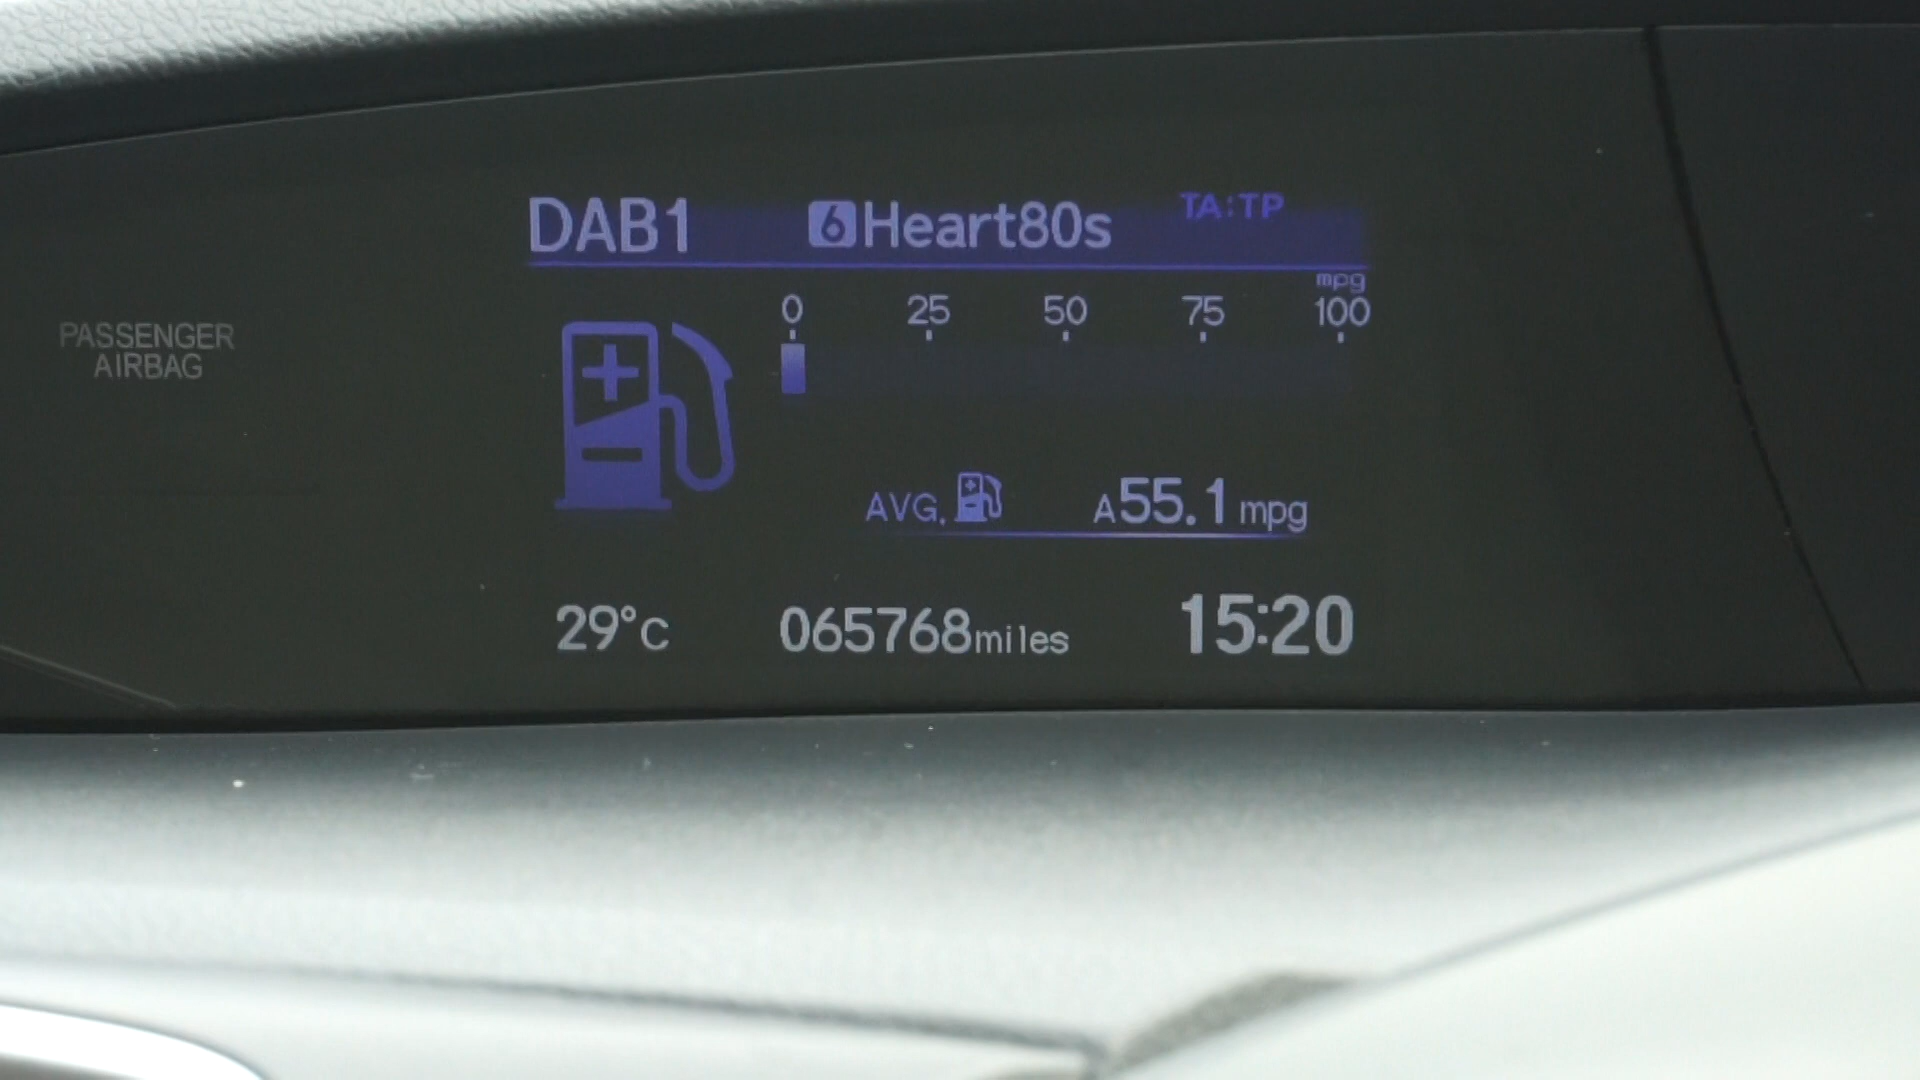 DAB1 6 Heart80s TA:TP
mpg
0 25 50 75 100
PASSENGER
AIRBAG
AVG. A55.1 mpg
29°C 065768miles 15:20